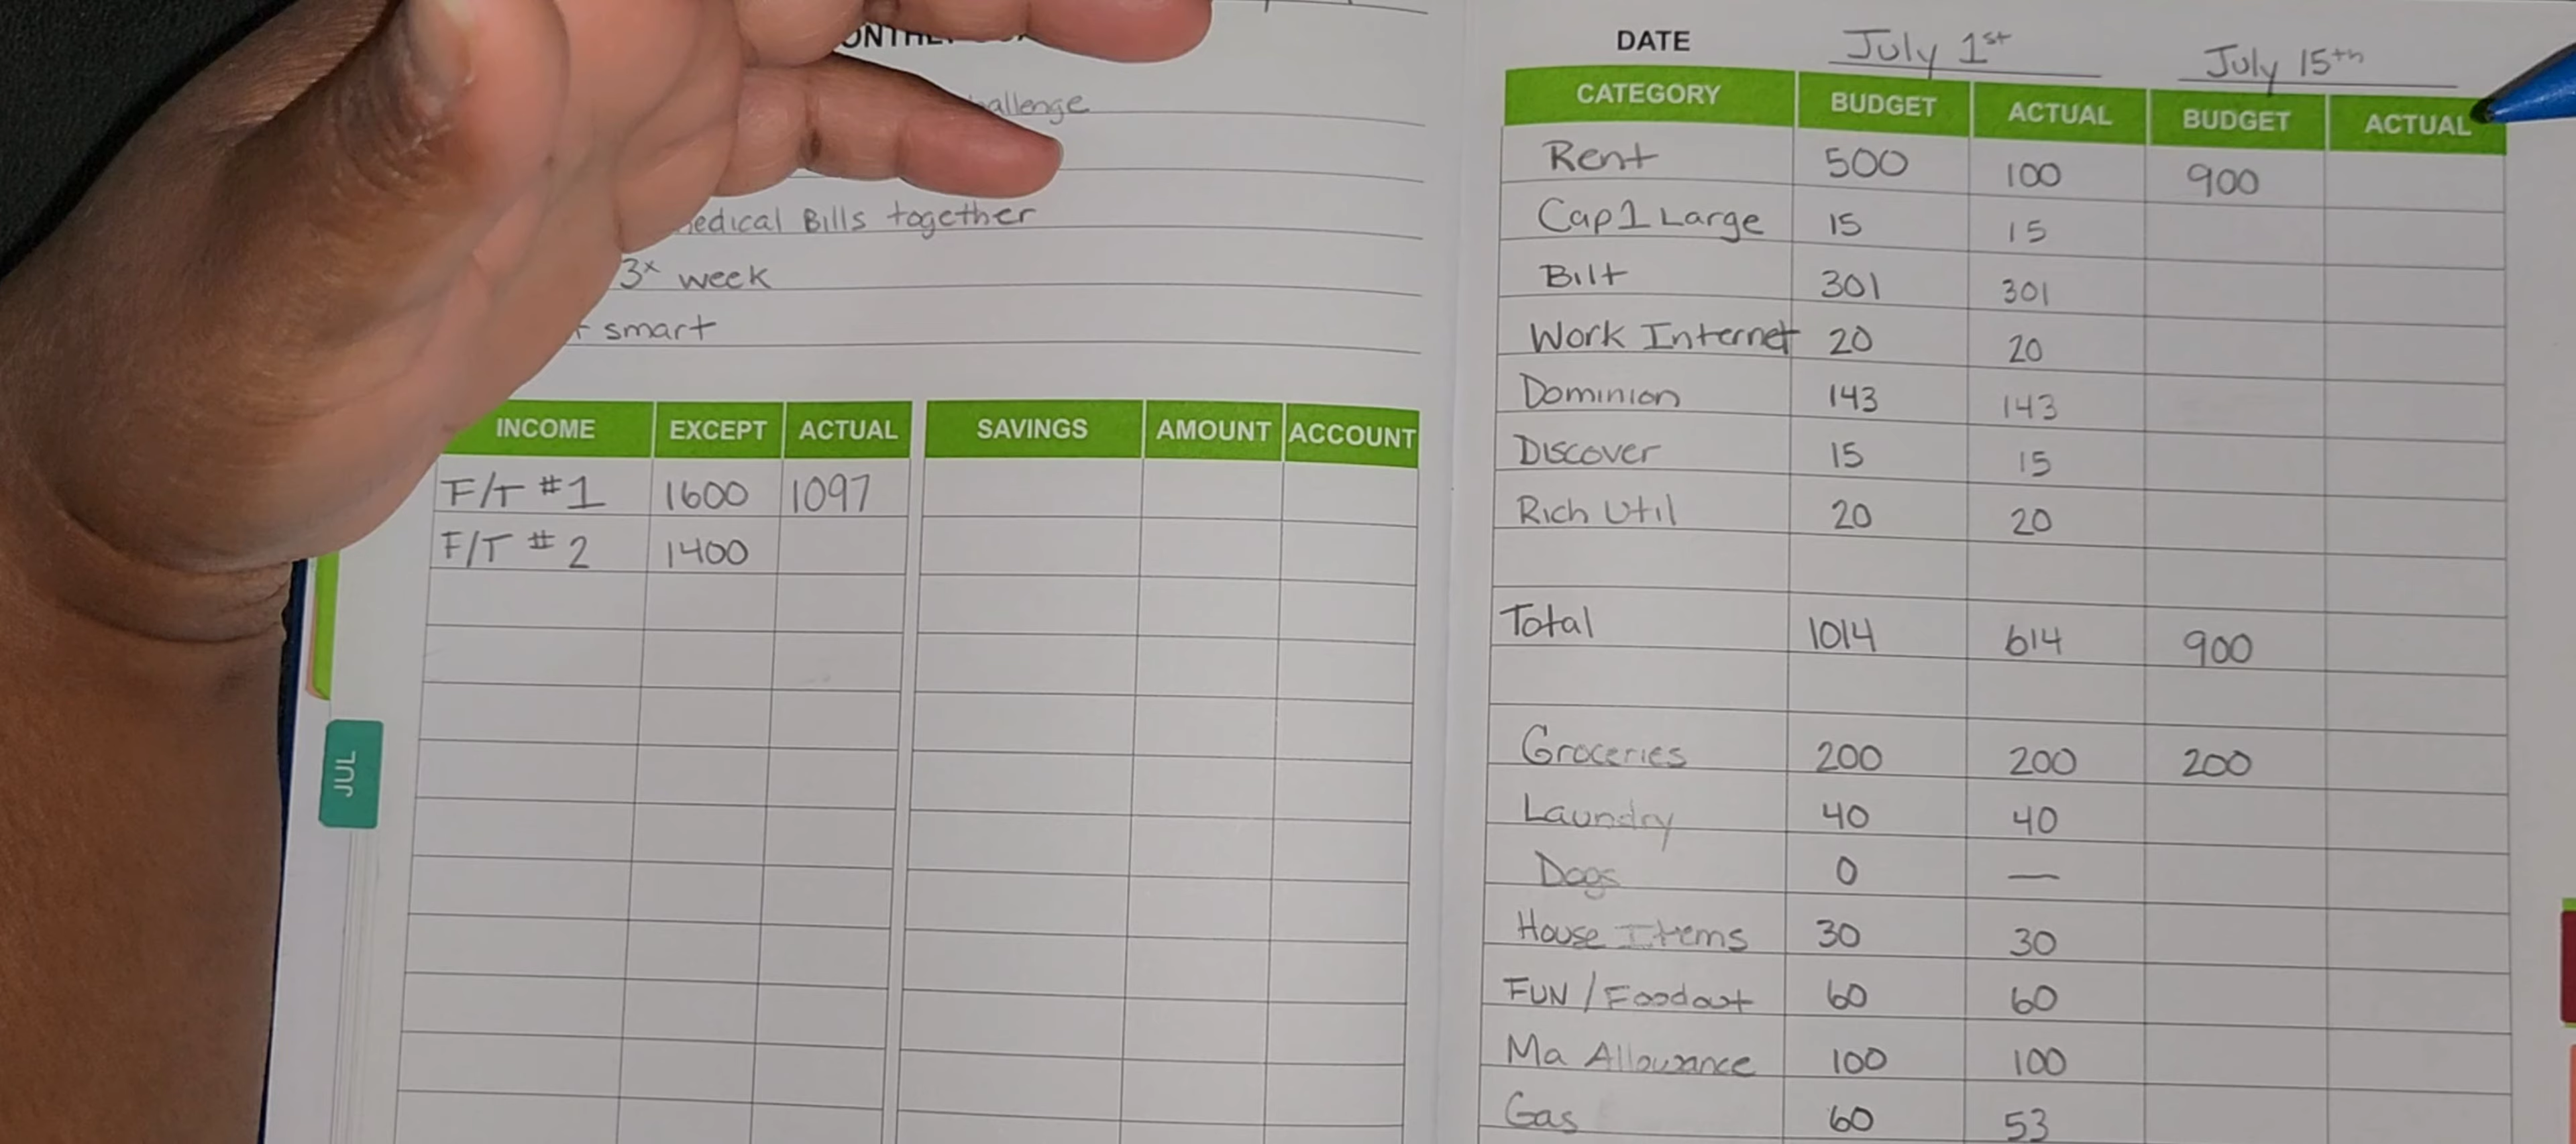 allenge
Bills together
3x week
smart
INCOME EXCEPT ACTUAL
F/T #1 1600 1097
F/T #2 1400
SAVINGS AMOUNT ACCOUNT
JUL
DATE July 1st July 15th
CATEGORY BUDGET ACTUAL BUDGET ACTUAL
Rent 500 100 900
Cap1 Large 15 15
Bilt 301 301
Work Internet 20 20
Dominion 143 143
Discover 15 15
Rich Util 20 20
Total 1014 614 900
Groceries 200 200 200
Laundry 40 40
Dogs 0 —
House Items 30 30
FUN / Foodout 60 60
Ma Allowance 100 100
Gas 60 53